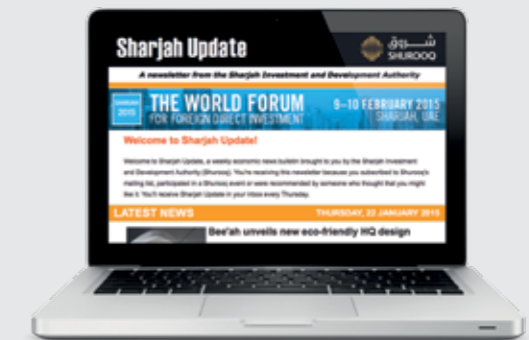 Sharjah Update
شـــروق
SHUROOQ
A newsletter from the Sharjah Investment and Development Authority
SHARJAH
2015
THE WORLD FORUM
FOR FOREIGN DIRECT INVESTMENT
9–10 FEBRUARY 2015
SHARJAH, UAE
Welcome to Sharjah Update!
Welcome to Sharjah Update, a weekly economic news bulletin brought to you by the Sharjah Investment
and Development Authority (Shurooq). You're receiving this newsletter because you subscribed to Shurooq's
mailing list, participated in a Shurooq event or were recommended by someone who thought that you might
like it. You'll receive Sharjah Update in your inbox every Thursday.
LATEST NEWS
THURSDAY, 22 JANUARY 2015
Bee'ah unveils new eco-friendly HQ design